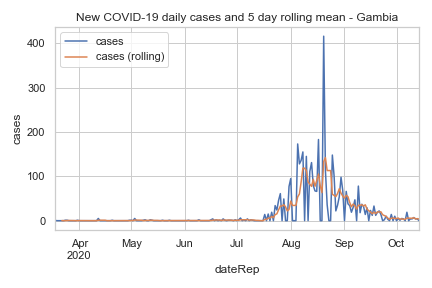 New COVID-19 daily cases and 5 day rolling mean - Gambia
cases
cases (rolling)
400
300
200
100
0
cases
Apr May Jun Jul Aug Sep Oct
2020
dateRep